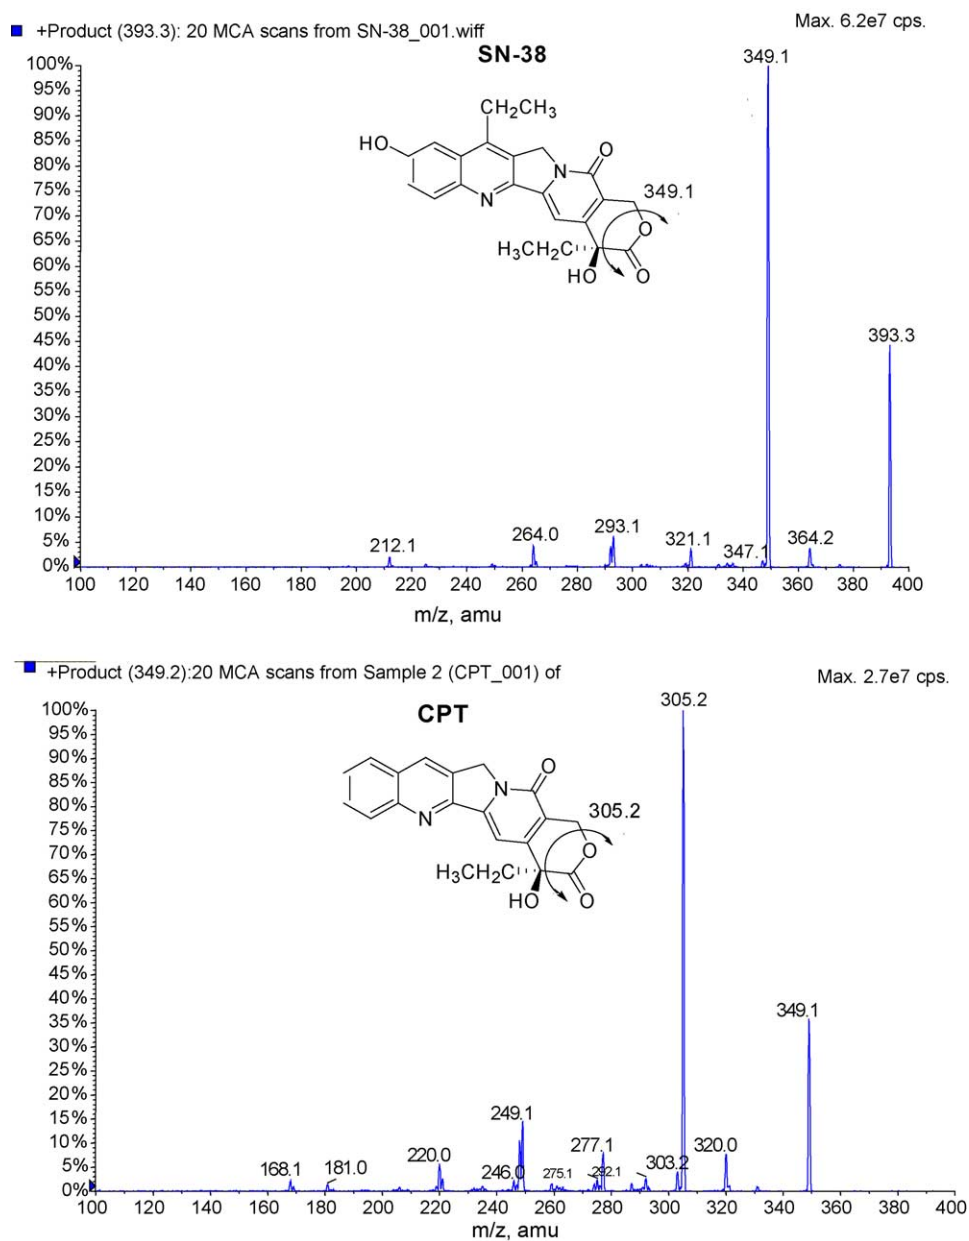 +Product (393.3): 20 MCA scans from SN-38_001.wiff
Max. 6.2e7 cps.
SN-38
349.1
100%
95%
90%
85%
80%
75%
70%
65%
60%
55%
50%
45%
40%
35%
30%
25%
20%
15%
10%
5%
0%
CH₂CH₃
HO
N
O
N
349.1
O
H₃CH₂C
HO
O
393.3
212.1
264.0
293.1
321.1
347.1
364.2
100 120 140 160 180 200 220 240 260 280 300 320 340 360 380 400
m/z, amu
+Product (349.2):20 MCA scans from Sample 2 (CPT_001) of
Max. 2.7e7 cps.
CPT
305.2
100%
95%
90%
85%
80%
75%
70%
65%
60%
55%
50%
45%
40%
35%
30%
25%
20%
15%
10%
5%
0%
O
N
N
305.2
O
H₃CH₂C
HO
O
349.1
168.1
181.0
220.0
246.0
249.1
275.1
277.1
292.1
303.2
320.0
100 120 140 160 180 200 220 240 260 280 300 320 340 360 380 400
m/z, amu